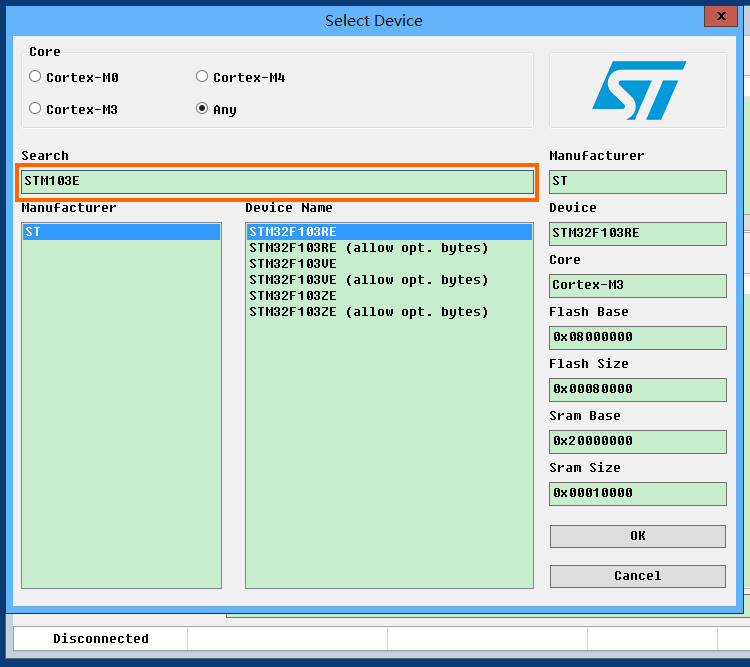 Select Device
x
Core
Cortex-M0
Cortex-M4
Cortex-M3
Any
ST
Search
STM103E
Manufacturer
ST
Device Name
STM32F103RE
STM32F103RE (allow opt. bytes)
STM32F103VE
STM32F103VE (allow opt. bytes)
STM32F103ZE
STM32F103ZE (allow opt. bytes)
Manufacturer
ST
Device
STM32F103RE
Core
Cortex-M3
Flash Base
0x08000000
Flash Size
0x00080000
Sram Base
0x20000000
Sram Size
0x00010000
OK
Cancel
Disconnected